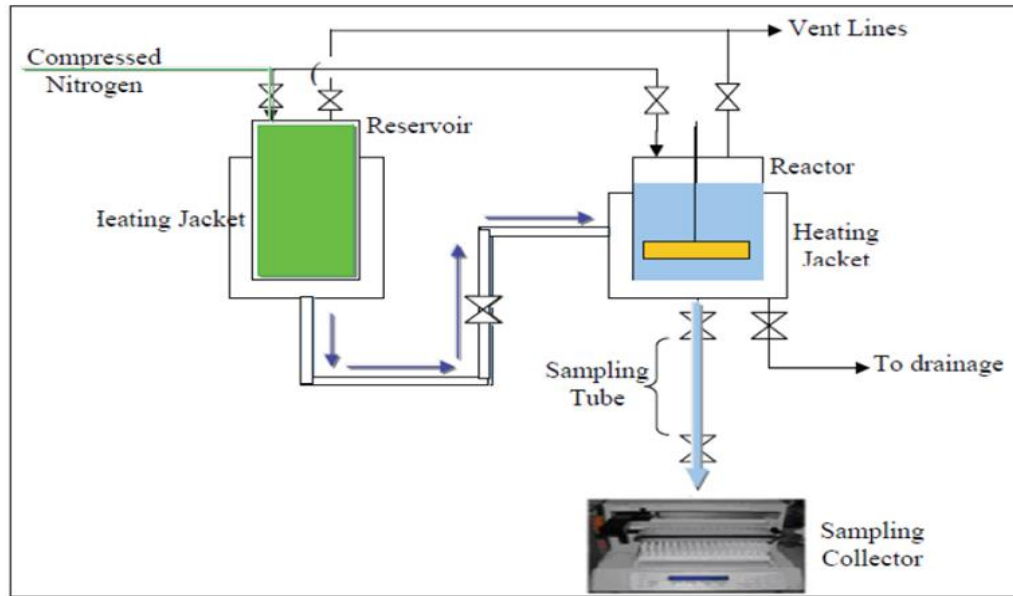 Vent Lines
Compressed
Nitrogen
Reservoir
Reactor
Ieating Jacket
Heating
Jacket
Sampling
Tube
To drainage
Sampling
Collector